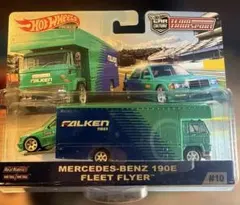 HOT WHEELS
CAR CULTURE
TEAM TRANSPORT
FALKEN
FALKEN
TIRES
MERCEDES-BENZ 190E
FLEET FLYER
#10